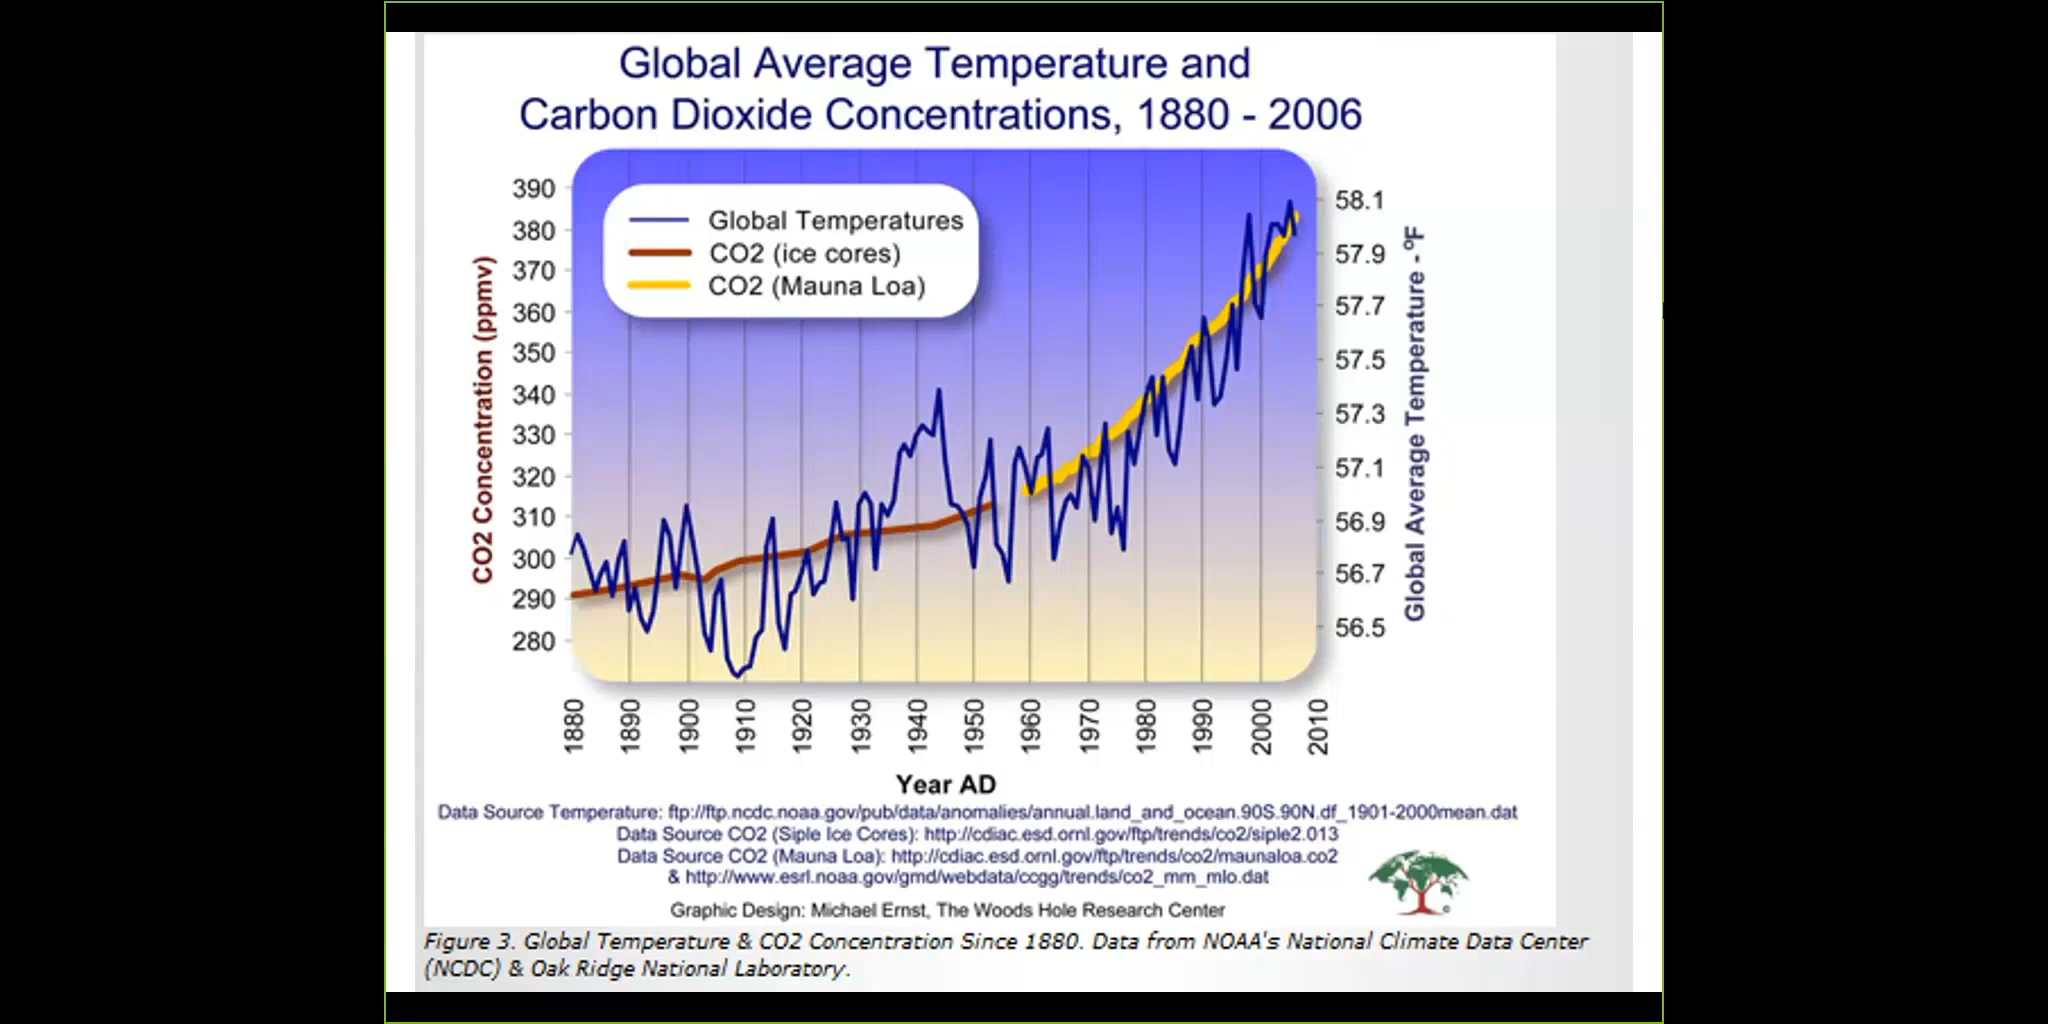 Global Average Temperature and
Carbon Dioxide Concentrations, 1880 - 2006
Global Temperatures
CO2 (ice cores)
CO2 (Mauna Loa)
CO2 Concentration (ppmv)
390
380
370
360
350
340
330
320
310
300
290
280
58.1
57.9
57.7
57.5
57.3
57.1
56.9
56.7
56.5
Global Average Temperature - ºF
1880 1890 1900 1910 1920 1930 1940 1950 1960 1970 1980 1990 2000 2010
Year AD
Data Source Temperature: ftp://ftp.ncdc.noaa.gov/pub/data/anomalies/annual.land_and_ocean.90S.90N.df_1901-2000mean.dat
Data Source CO2 (Siple Ice Cores): http://cdiac.esd.ornl.gov/ftp/trends/co2/siple2.013
Data Source CO2 (Mauna Loa): http://cdiac.esd.ornl.gov/ftp/trends/co2/maunaloa.co2
& http://www.esrl.noaa.gov/gmd/webdata/ccgg/trends/co2_mm_mlo.dat
Graphic Design: Michael Ernst, The Woods Hole Research Center
©
Figure 3. Global Temperature & CO2 Concentration Since 1880. Data from NOAA's National Climate Data Center
(NCDC) & Oak Ridge National Laboratory.